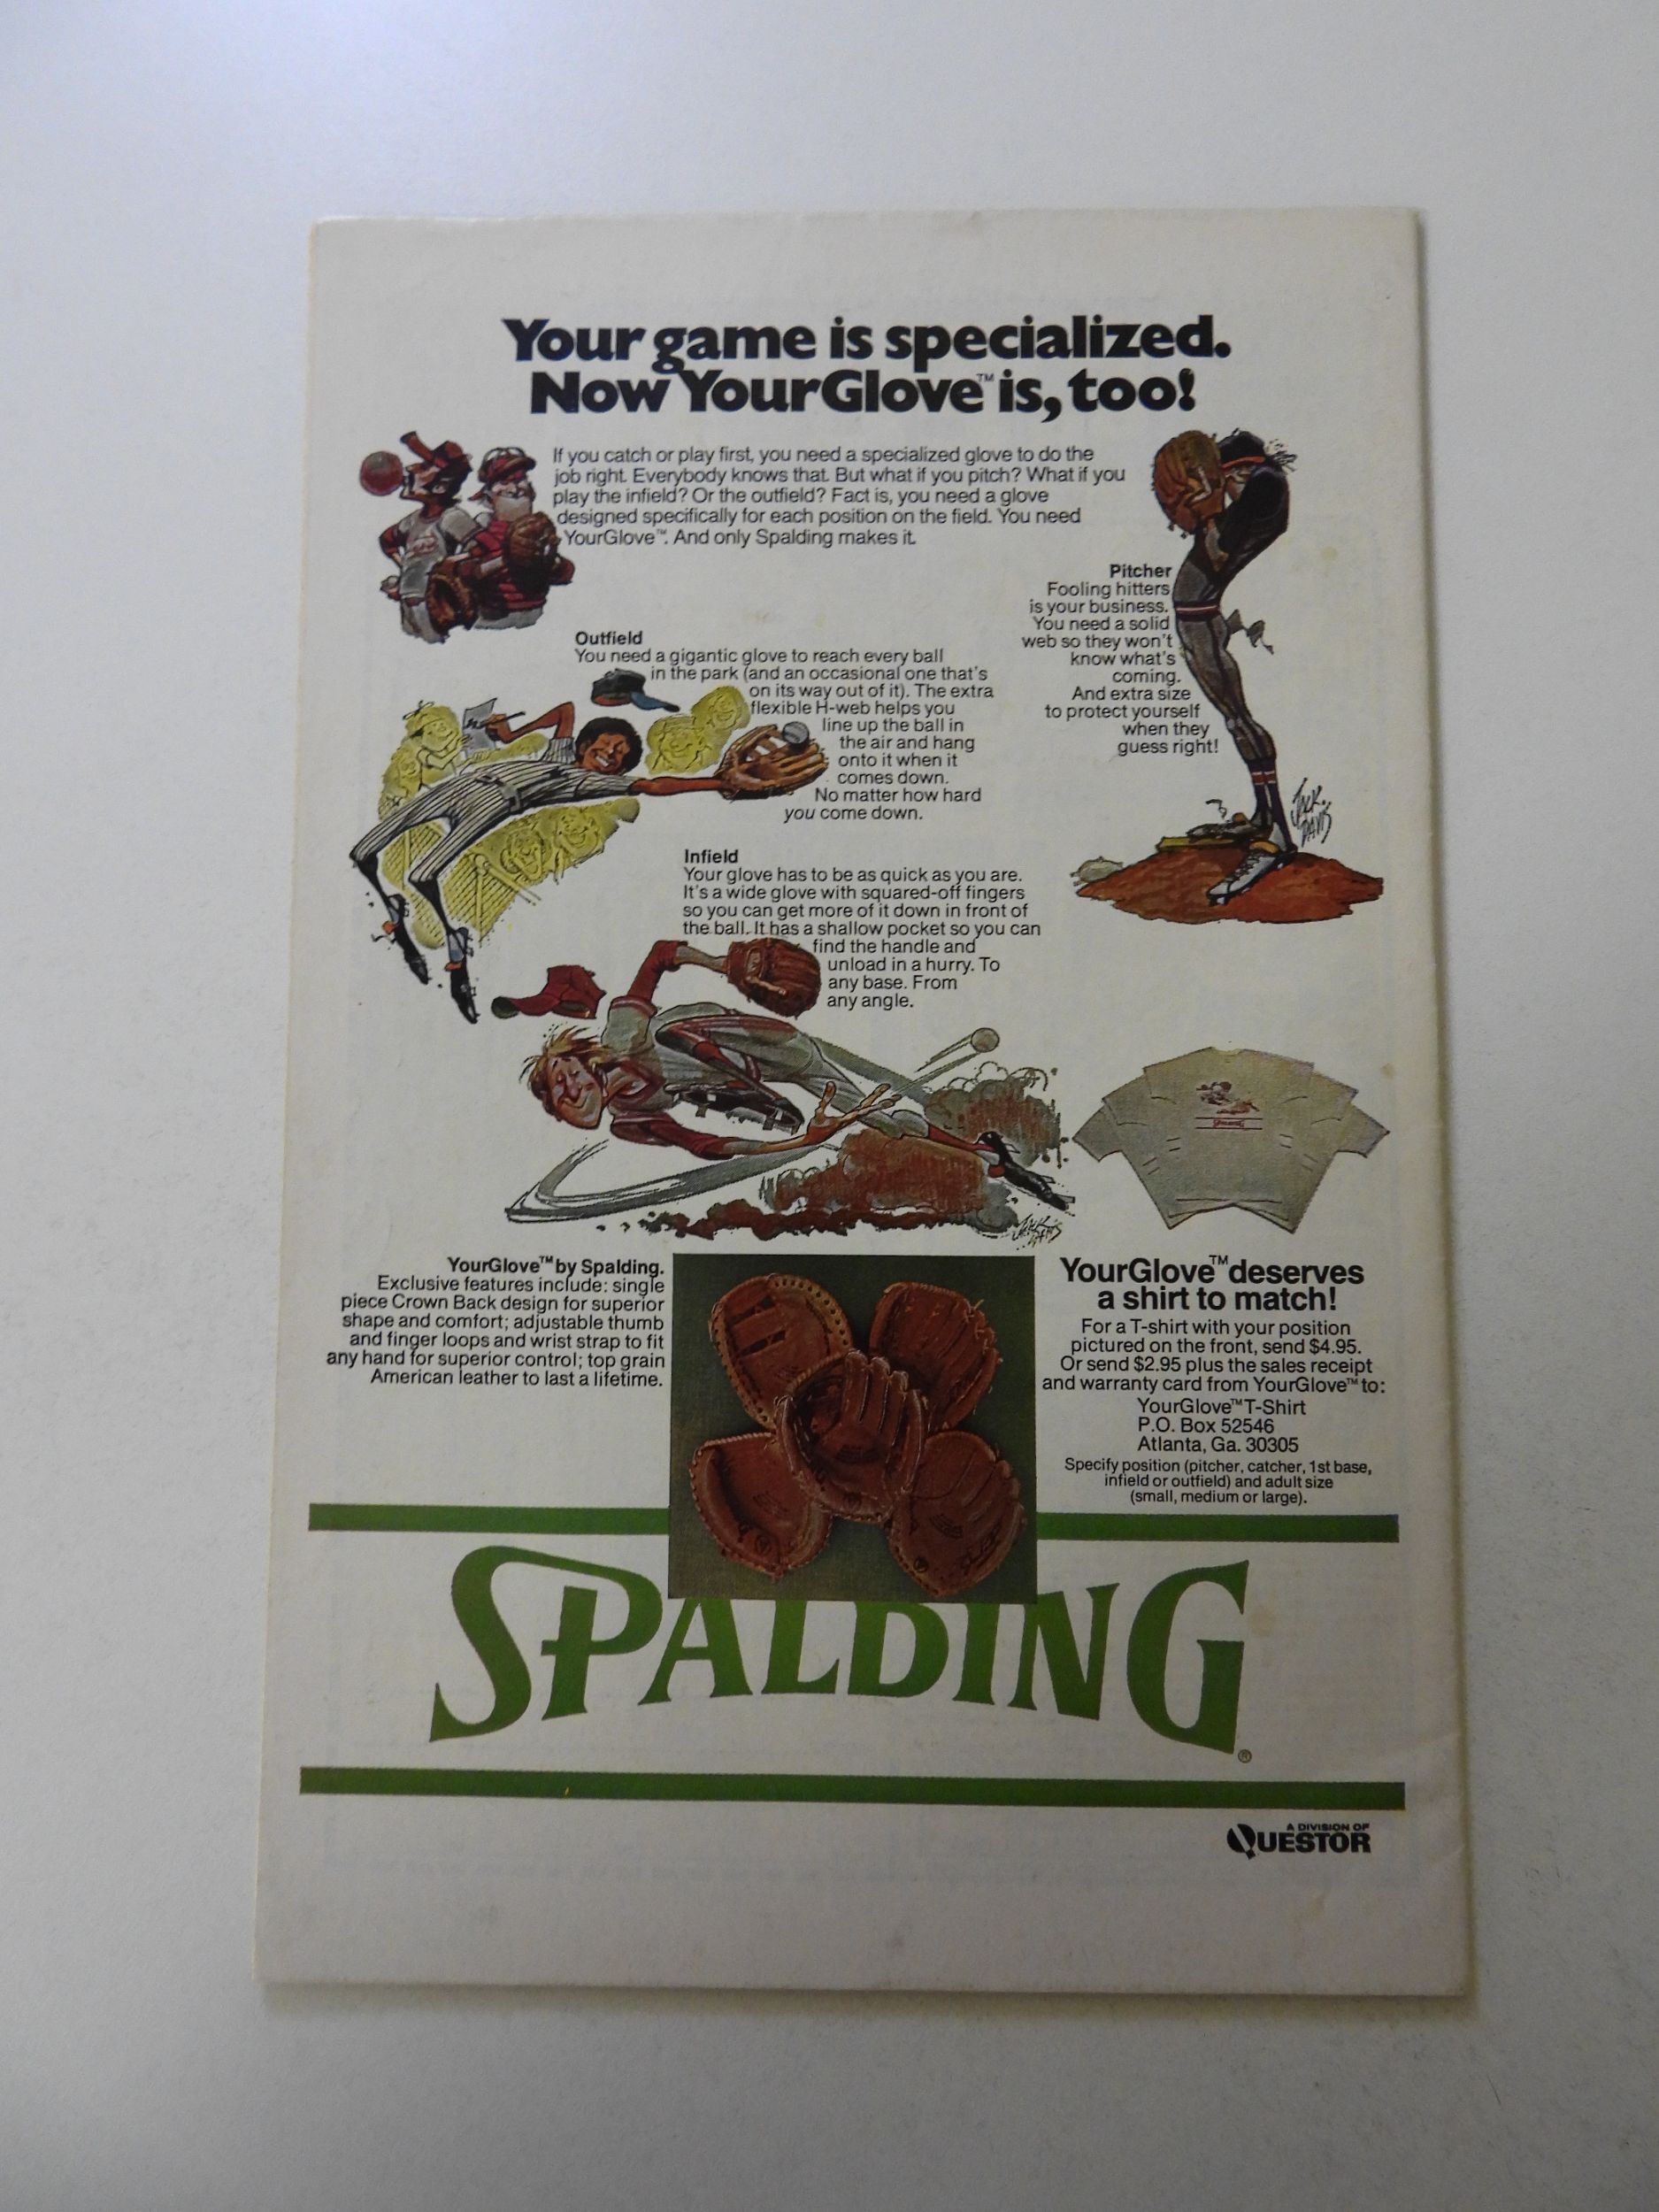 Your game is specialized.
Now YourGlove™ is, too!
If you catch or play first, you need a specialized glove to do the
job right. Everybody knows that. But what if you pitch? What if you
play the infield? Or the outfield? Fact is, you need a glove
designed specifically for each position on the field. You need
YourGlove™. And only Spalding makes it.
Pitcher
Fooling hitters
is your business.
You need a solid
web so they won't
know what's
coming.
And extra size
to protect yourself
when they
guess right!
JACK DAVIS
Outfield
You need a gigantic glove to reach every ball
in the park (and an occasional one that's
on its way out of it). The extra
flexible H-web helps you
line up the ball in
the air and hang
onto it when it
comes down.
No matter how hard
you come down.
Infield
Your glove has to be as quick as you are.
It's a wide glove with squared-off fingers
so you can get more of it down in front of
the ball. It has a shallow pocket so you can
find the handle and
unload in a hurry. To
any base. From
any angle.
JACK DAVIS
YourGlove™ by Spalding.
Exclusive features include: single
piece Crown Back design for superior
shape and comfort; adjustable thumb
and finger loops and wrist strap to fit
any hand for superior control; top grain
American leather to last a lifetime.
YourGlove™ deserves
a shirt to match!
For a T-shirt with your position
pictured on the front, send $4.95.
Or send $2.95 plus the sales receipt
and warranty card from YourGlove™ to:
YourGlove™ T-Shirt
P.O. Box 52546
Atlanta, Ga. 30305
Specify position (pitcher, catcher, 1st base,
infield or outfield) and adult size
(small, medium or large).
SPALDING®
A DIVISION OF
QUESTOR